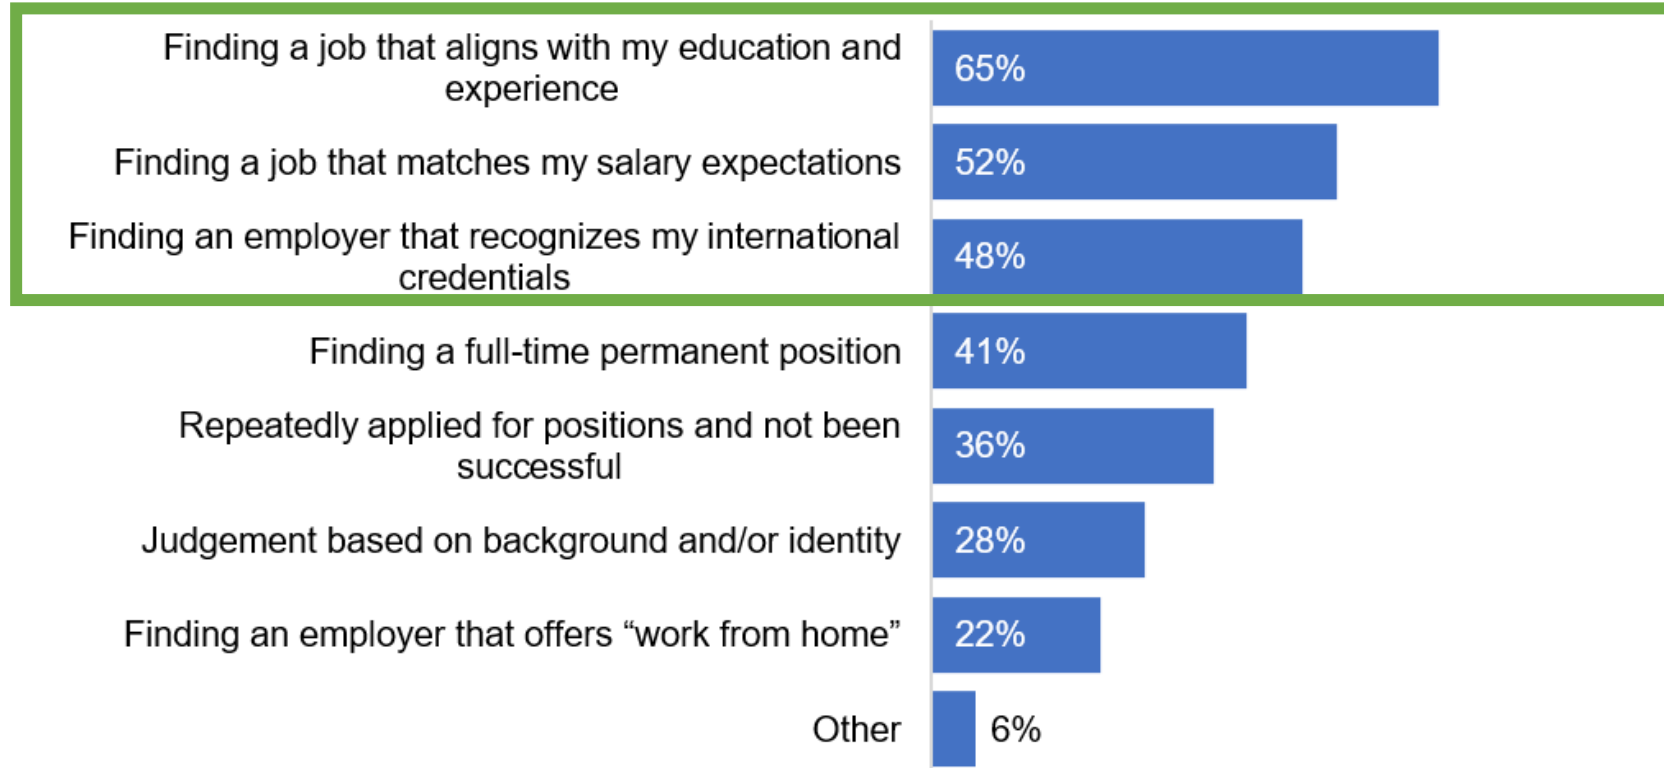 Finding a job that aligns with my education and
experience
65%
Finding a job that matches my salary expectations
52%
Finding an employer that recognizes my international
credentials
48%
Finding a full-time permanent position
41%
Repeatedly applied for positions and not been
successful
36%
Judgement based on background and/or identity
28%
Finding an employer that offers “work from home”
22%
Other
6%